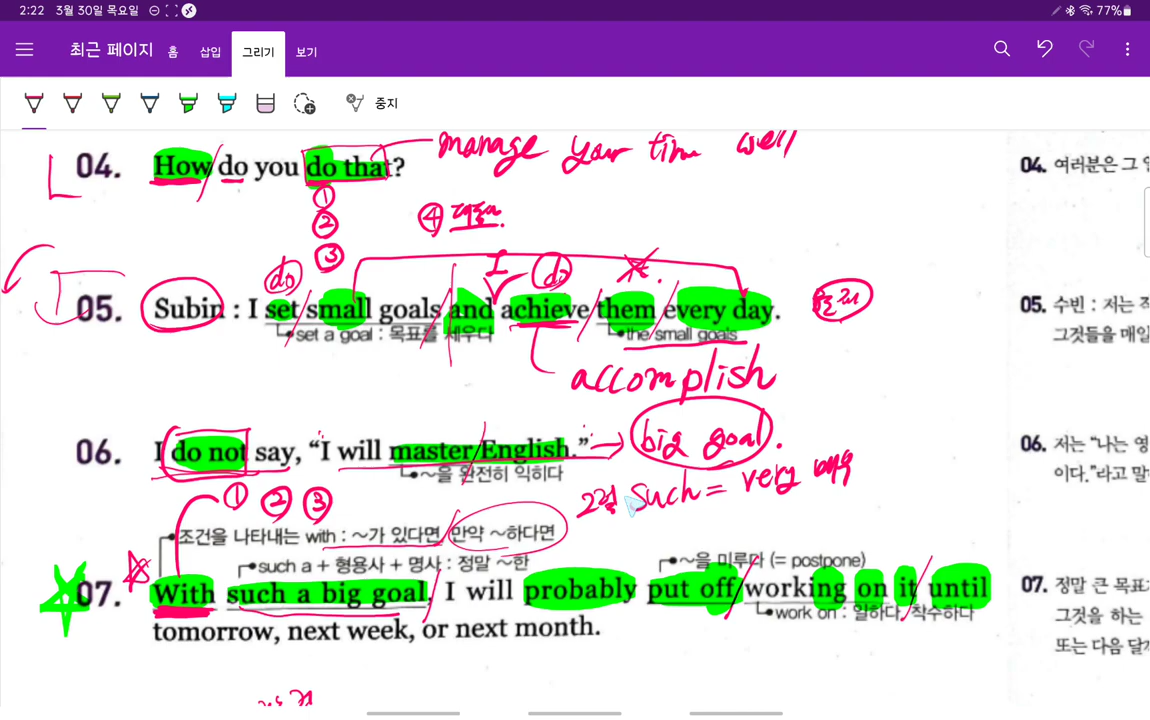 2:22 3월 30일 목요일 77%
최근 페이지 홈 삽입 그리기 보기
중지
manage your time well
04. How do you do that?
04. 여러분은 그
①
② ④
③
do I
05. Subin : I set small goals and achieve them every day.
05. 수빈 : 저는
set a goal : 목표를 세우다 the small goals
그것들을 매일
accomplish
big goal.
06. I do not say, “I will master English.”
06. 저는 “나는 영
~을 완전히 익히다
이다.”라고 말
① ② ③ such = very
조건을 나타내는 with : ~가 있다면, 만약 ~하다면
such a + 형용사 + 명사 : 정말 ~한 ~을 미루다 (= postpone)
07. With such a big goal, I will probably put off working on it until
07. 정말 큰 목표
work on : 일하다, 착수하다
그것을 하는
tomorrow, next week, or next month.
또는 다음 달